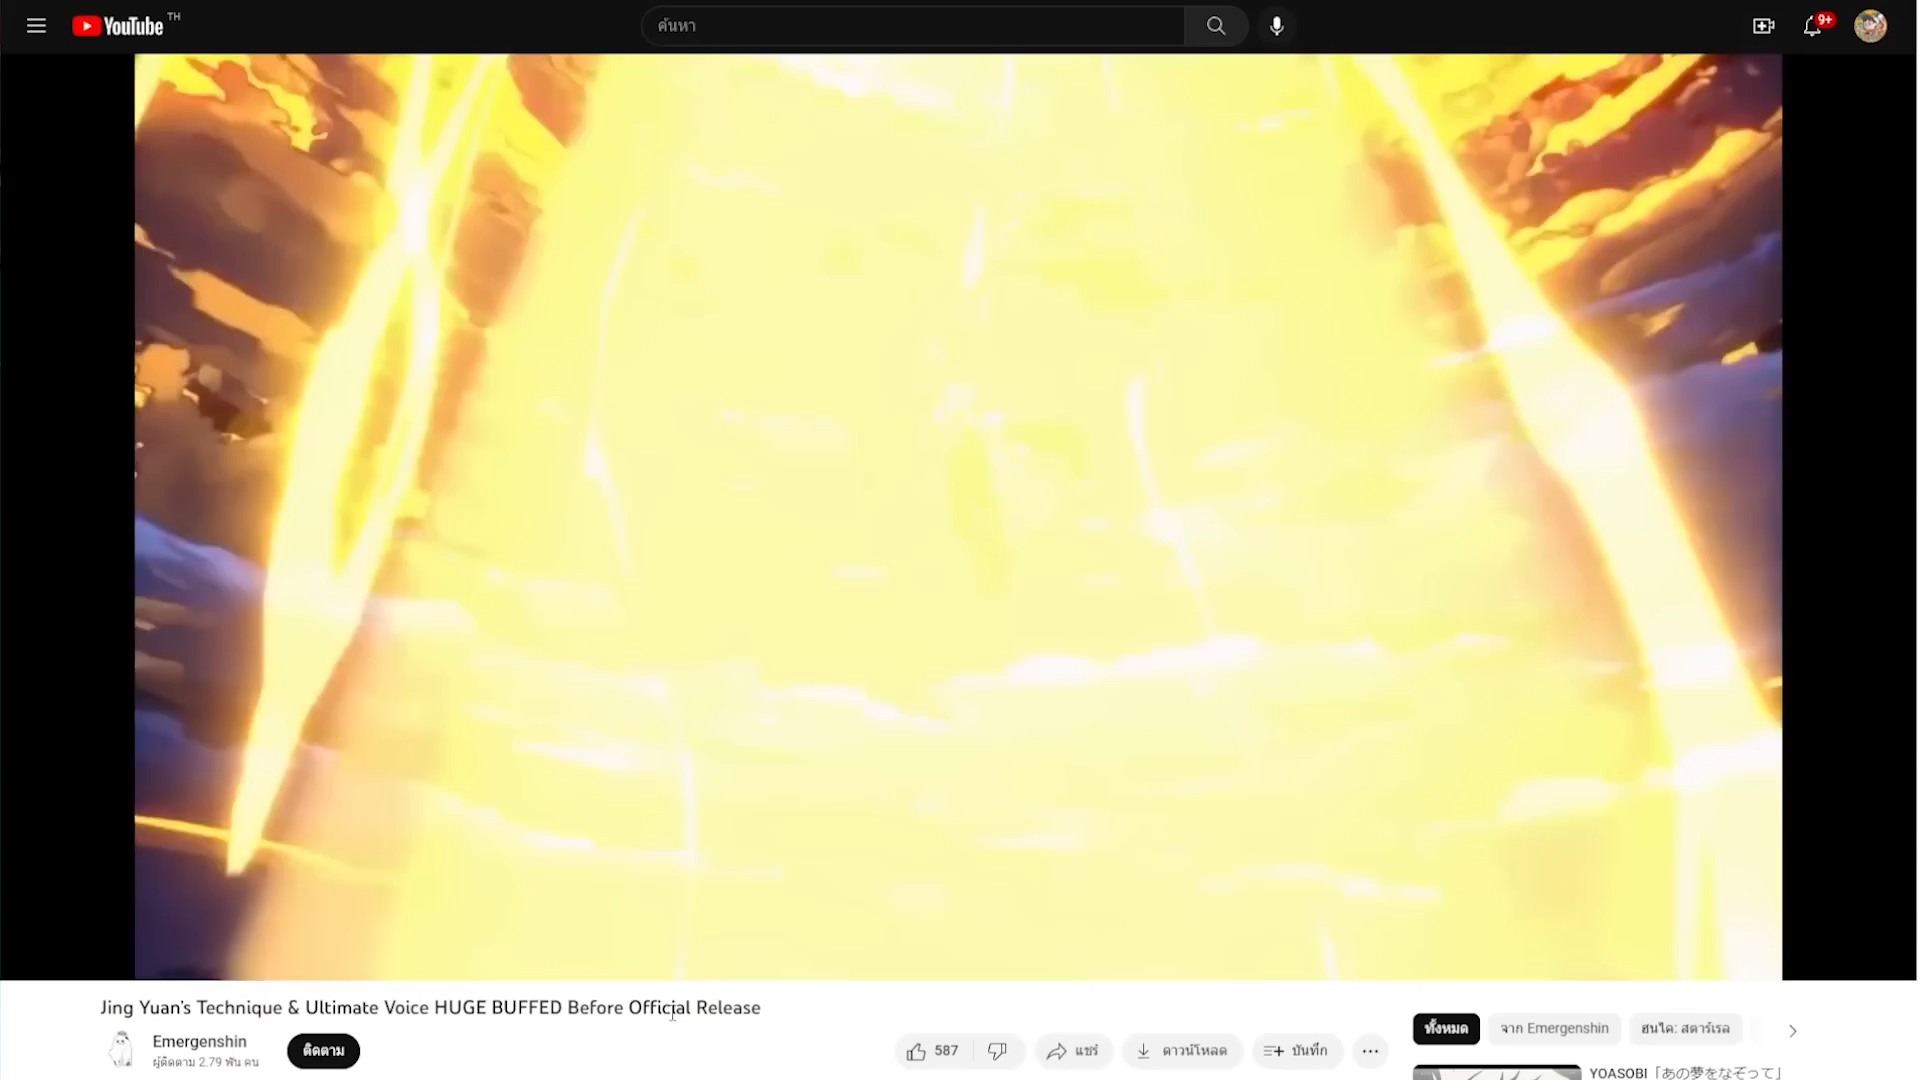 YouTube TH
ค้นหา
9+
Jing Yuan's Technique & Ultimate Voice HUGE BUFFED Before Official Release
Emergenshin
ผู้ติดตาม 2.79 พัน คน
ติดตาม
587
แชร์
ดาวน์โหลด
บันทึก
ทั้งหมด
จาก Emergenshin
ฮนไค: สตาร์เรล
YOASOBI「あの夢をなぞって」